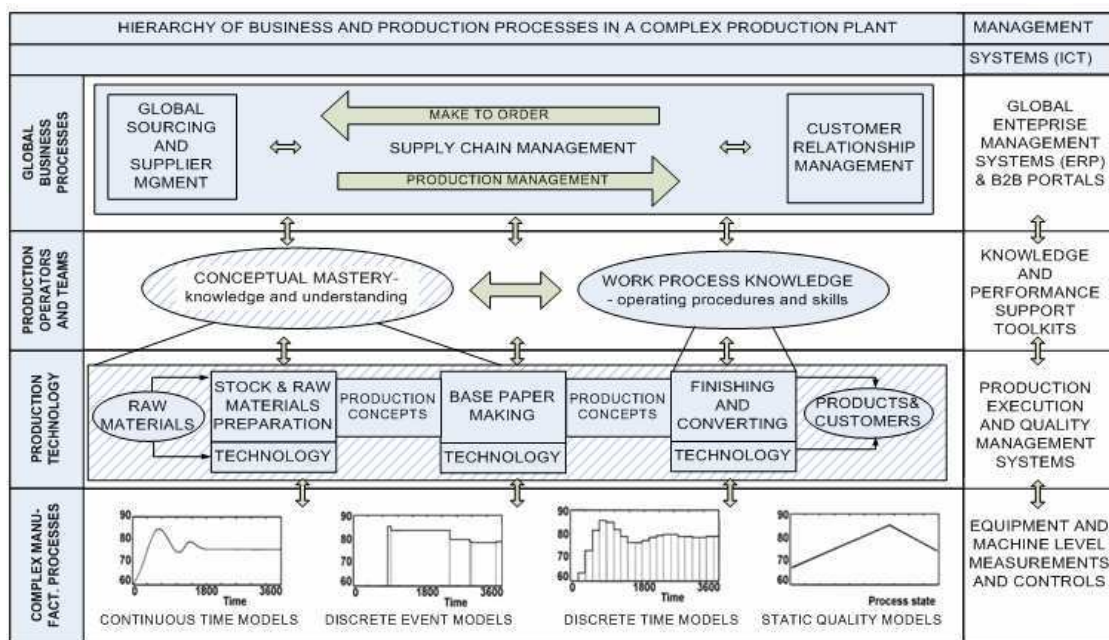 HIERARCHY OF BUSINESS AND PRODUCTION PROCESSES IN A COMPLEX PRODUCTION PLANT
MANAGEMENT
SYSTEMS (ICT)
GLOBAL
BUSINESS
PROCESSES
GLOBAL
SOURCING
AND
SUPPLIER
MGMENT
MAKE TO ORDER
SUPPLY CHAIN MANAGEMENT
PRODUCTION MANAGEMENT
CUSTOMER
RELATIONSHIP
MANAGEMENT
GLOBAL
ENTEPRISE
MANAGEMENT
SYSTEMS (ERP)
& B2B PORTALS
PRODUCTION
OPERATORS
AND TEAMS
CONCEPTUAL MASTERY-
knowledge and understanding
WORK PROCESS KNOWLEDGE
- operating procedures and skills
KNOWLEDGE
AND
PERFORMANCE
SUPPORT
TOOLKITS
PRODUCTION
TECHNOLOGY
RAW
MATERIALS
STOCK & RAW
MATERIALS
PREPARATION
TECHNOLOGY
PRODUCTION
CONCEPTS
BASE PAPER
MAKING
TECHNOLOGY
PRODUCTION
CONCEPTS
FINISHING
AND
CONVERTING
TECHNOLOGY
PRODUCTS&
CUSTOMERS
PRODUCTION
EXECUTION
AND QUALITY
MANAGEMENT
SYSTEMS
COMPLEX MANU-
FACT. PROCESSES
90
80
70
60
0
1800
3600
Time
CONTINUOUS TIME MODELS
90
80
70
60
0
1800
3600
Time
DISCRETE EVENT MODELS
90
80
70
60
0
1800
3600
Time
DISCRETE TIME MODELS
90
80
70
60
Process state
STATIC QUALITY MODELS
EQUIPMENT AND
MACHINE LEVEL
MEASUREMENTS
AND CONTROLS